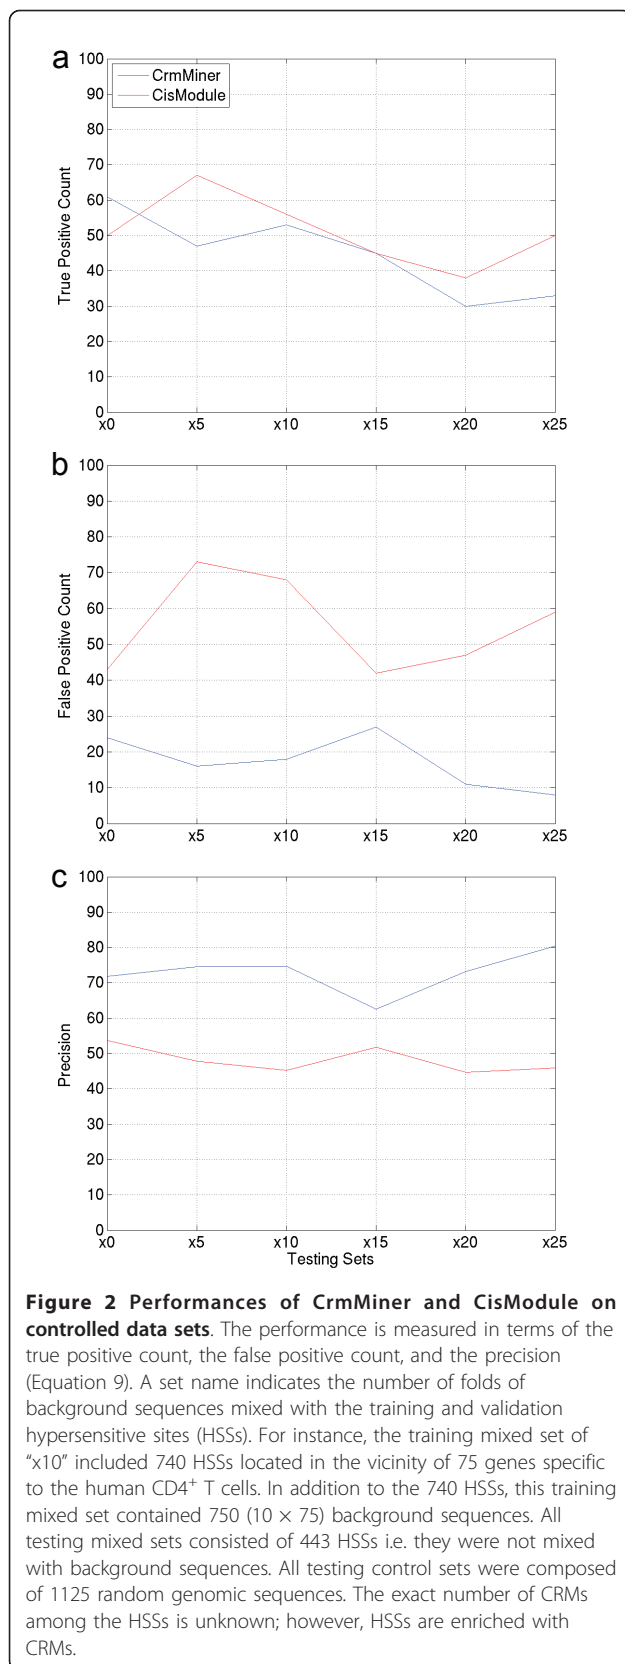 a
100
90
80
70
60
50
40
30
20
10
0
True Positive Count
CrmMiner
CisModule
x0 x5 x10 x15 x20 x25
b
100
90
80
70
60
50
40
30
20
10
0
False Positive Count
x0 x5 x10 x15 x20 x25
c
100
90
80
70
60
50
40
30
20
10
0
Precision
x0 x5 x10 x15 x20 x25
Testing Sets
Figure 2 Performances of CrmMiner and CisModule on
controlled data sets. The performance is measured in terms of the
true positive count, the false positive count, and the precision
(Equation 9). A set name indicates the number of folds of
background sequences mixed with the training and validation
hypersensitive sites (HSSs). For instance, the training mixed set of
“x10” included 740 HSSs located in the vicinity of 75 genes specific
to the human CD4⁺ T cells. In addition to the 740 HSSs, this training
mixed set contained 750 (10 × 75) background sequences. All
testing mixed sets consisted of 443 HSSs i.e. they were not mixed
with background sequences. All testing control sets were composed
of 1125 random genomic sequences. The exact number of CRMs
among the HSSs is unknown; however, HSSs are enriched with
CRMs.